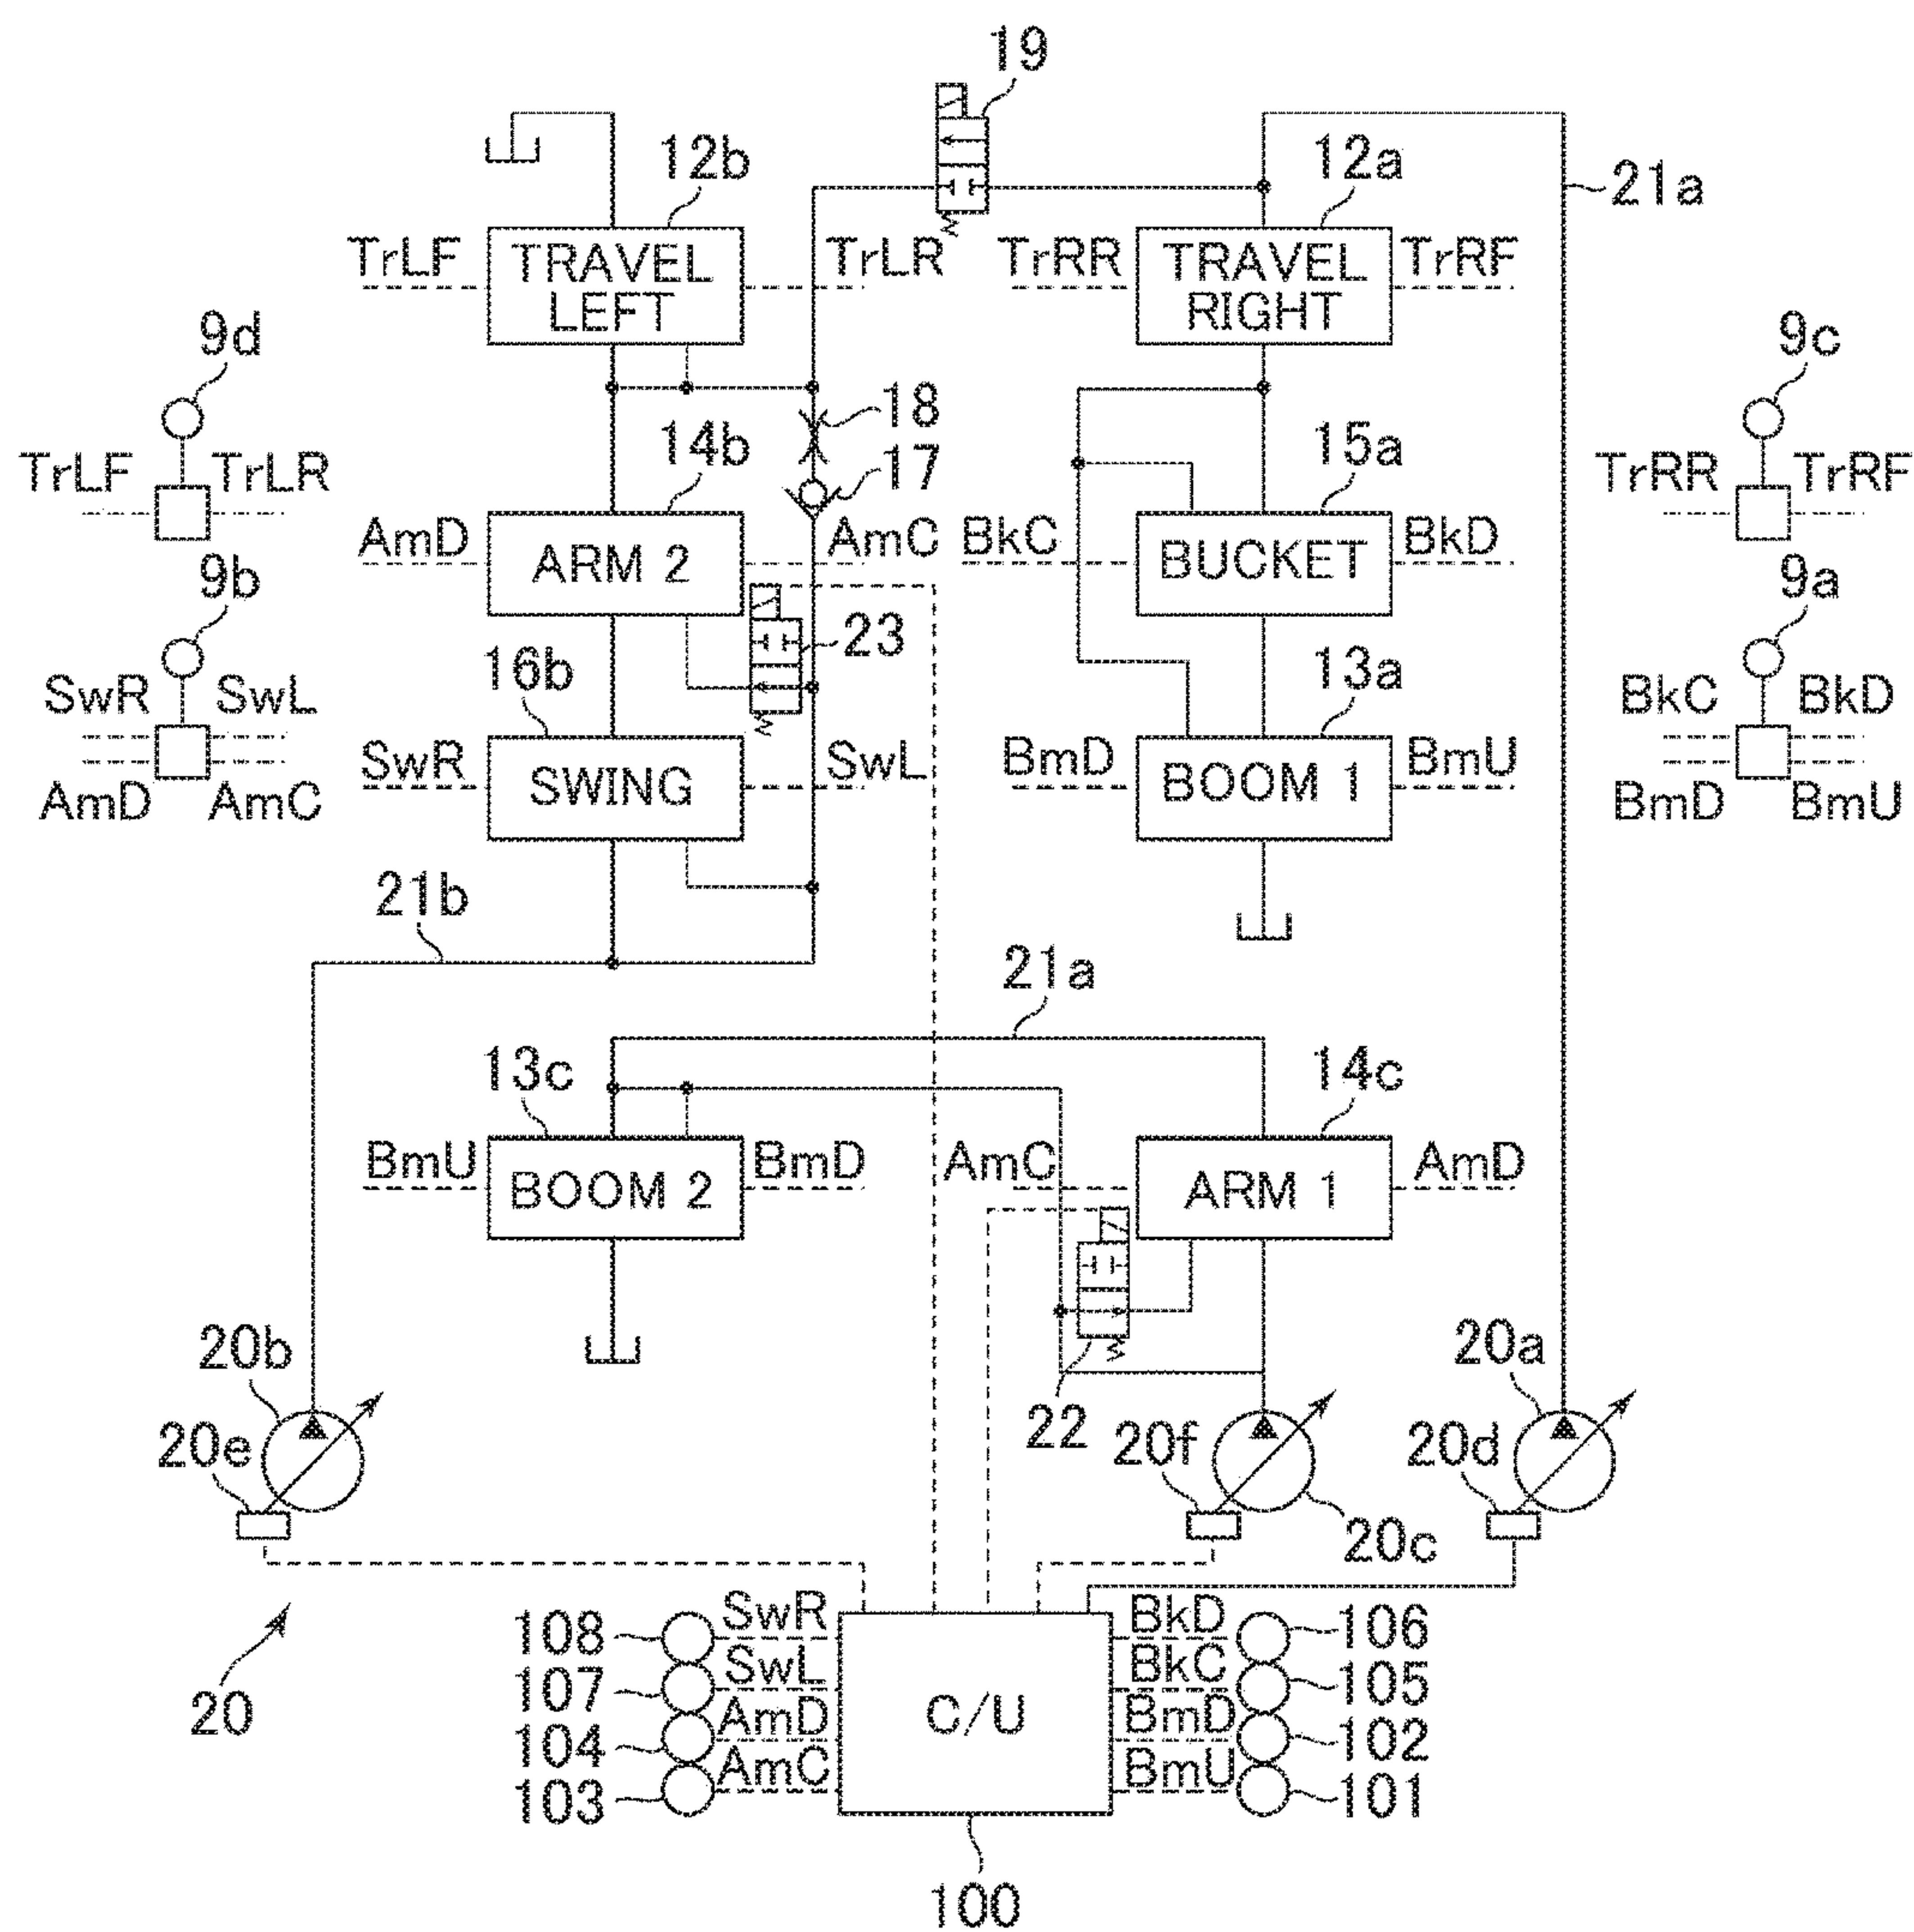 19
12b
12a
21a
TrLF
TRAVEL
LEFT
TrLR
TrRR
TRAVEL
RIGHT
TrRF
9d
9c
18
14b
17
15a
TrLF
TrLR
TrRR
TrRF
AmD
ARM 2
AmC
BkC
BUCKET
BkD
9b
9a
23
16b
13a
SwR
SwL
BkC
BkD
SwR
SWING
SwL
BmD
BOOM 1
BmU
AmD
AmC
BmD
BmU
21b
21a
13c
14c
BmU
BOOM 2
BmD
AmC
ARM 1
AmD
20b
20a
20e
22
20f
20d
20c
108
SwR
BkD
106
107
SwL
BkC
105
20
104
AmD
C/U
BmD
102
103
AmC
BmU
101
100